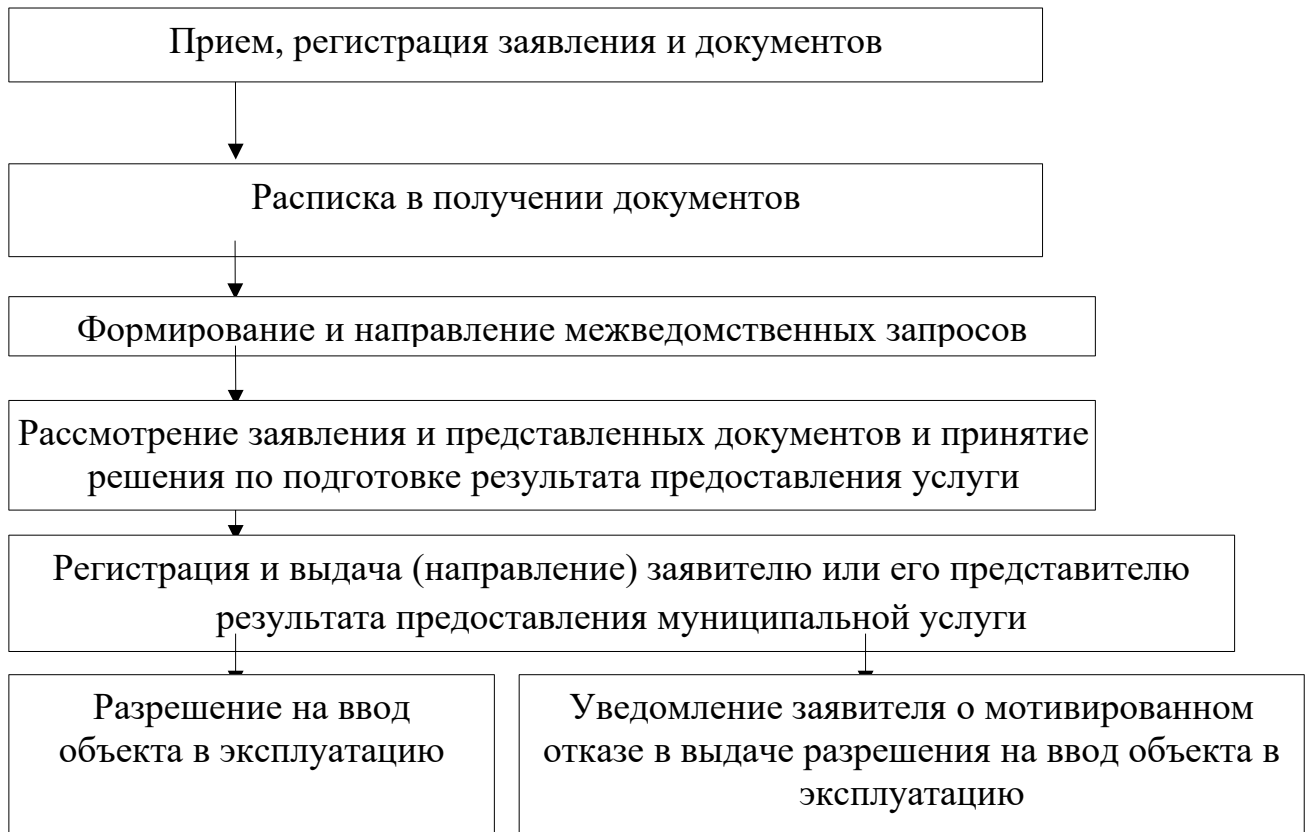 Прием, регистрация заявления и документов
Расписка в получении документов
Формирование и направление межведомственных запросов
Рассмотрение заявления и представленных документов и принятие
решения по подготовке результата предоставления услуги
Регистрация и выдача (направление) заявителю или его представителю
результата предоставления муниципальной услуги
Разрешение на ввод
объекта в эксплуатацию
Уведомление заявителя о мотивированном
отказе в выдаче разрешения на ввод объекта в
эксплуатацию